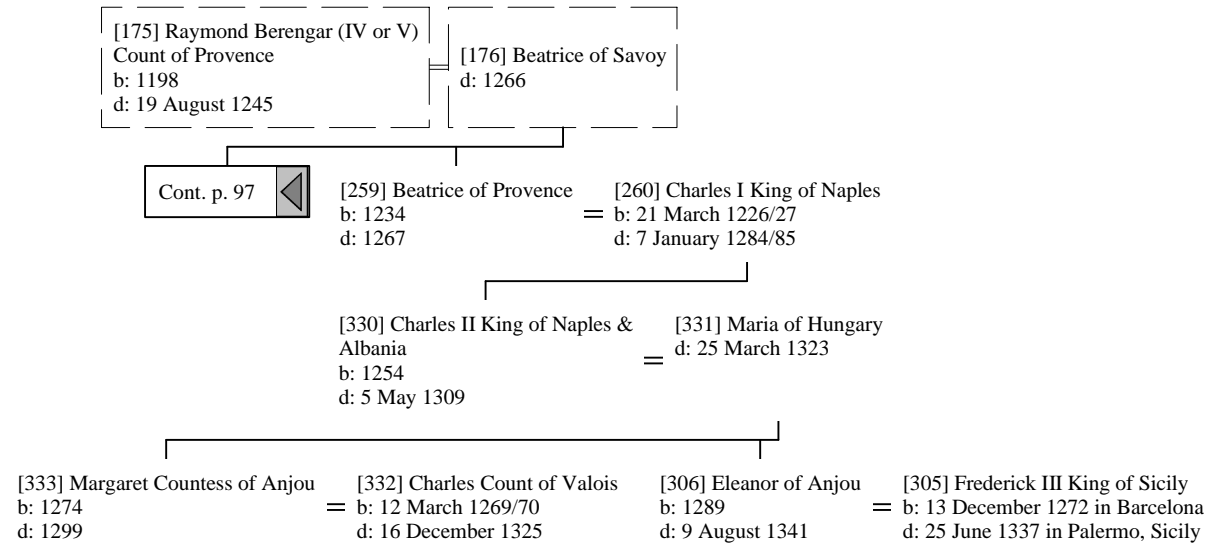 [175] Raymond Berengar (IV or V)
Count of Provence
b: 1198
d: 19 August 1245
[176] Beatrice of Savoy
d: 1266
Cont. p. 97
[259] Beatrice of Provence
b: 1234
d: 1267
=
[260] Charles I King of Naples
b: 21 March 1226/27
d: 7 January 1284/85
[330] Charles II King of Naples &
Albania
b: 1254
d: 5 May 1309
=
[331] Maria of Hungary
d: 25 March 1323
[333] Margaret Countess of Anjou
b: 1274
d: 1299
=
[332] Charles Count of Valois
b: 12 March 1269/70
d: 16 December 1325
[306] Eleanor of Anjou
b: 1289
d: 9 August 1341
=
[305] Frederick III King of Sicily
b: 13 December 1272 in Barcelona
d: 25 June 1337 in Palermo, Sicily